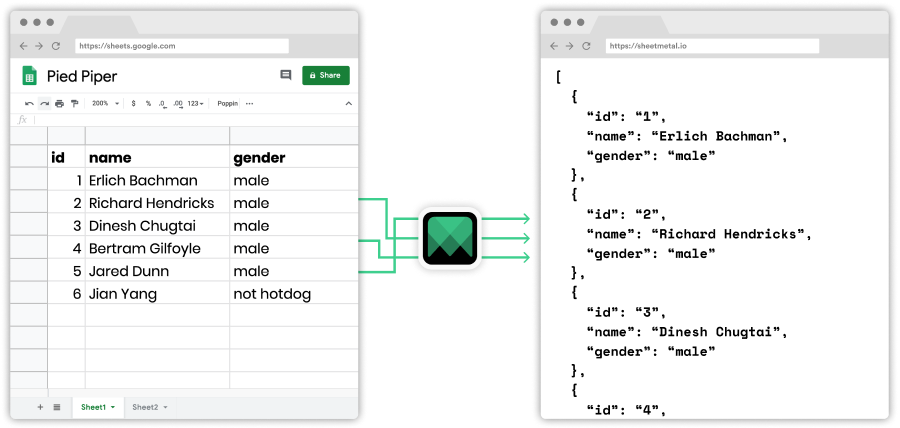 https://sheets.google.com
Pied Piper
Share
200% $ % .0 .00 123 Poppin ...
fx
id name gender
1 Erlich Bachman male
2 Richard Hendricks male
3 Dinesh Chugtai male
4 Bertram Gilfoyle male
5 Jared Dunn male
6 Jian Yang not hotdog
+ Sheet1 Sheet2
https://sheetmetal.io
[
{
“id”: “1”,
“name”: “Erlich Bachman”,
“gender”: “male”
},
{
“id”: “2”,
“name”: “Richard Hendricks”,
“gender”: “male”
},
{
“id”: “3”,
“name”: “Dinesh Chugtai”,
“gender”: “male”
},
{
“id”: “4”,